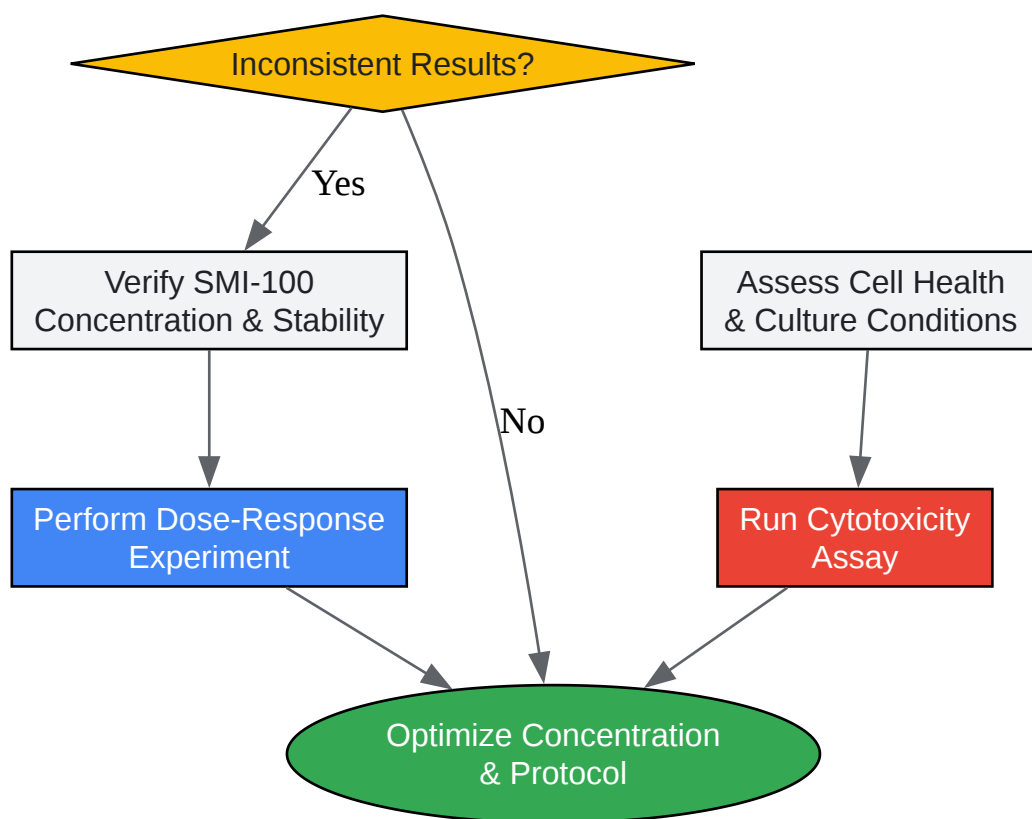 Inconsistent Results?
Yes
Verify SMI-100
Concentration & Stability
Assess Cell Health
& Culture Conditions
No
Perform Dose-Response
Experiment
Run Cytotoxicity
Assay
Optimize Concentration
& Protocol